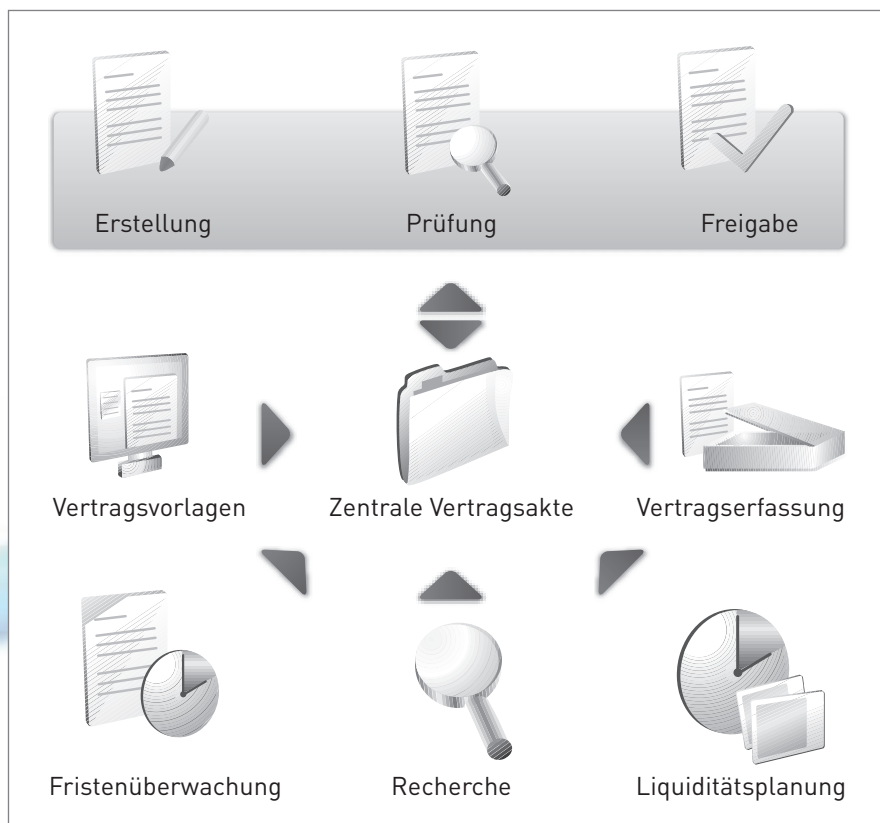 Erstellung
Prüfung
Freigabe
Vertragsvorlagen
Zentrale Vertragsakte
Vertragserfassung
Fristenüberwachung
Recherche
Liquiditätsplanung